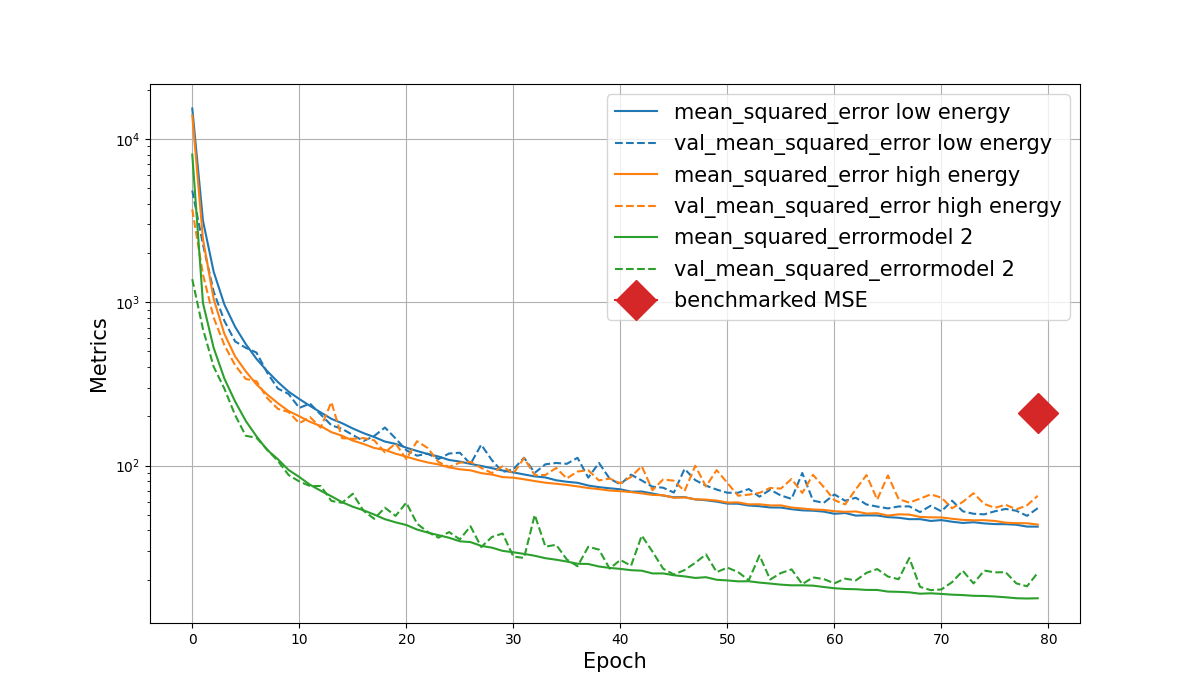 mean_squared_error low energy
val_mean_squared_error low energy
mean_squared_error high energy
val_mean_squared_error high energy
mean_squared_errormodel 2
val_mean_squared_errormodel 2
benchmarked MSE
10⁴
10³
10²
Metrics
0 10 20 30 40 50 60 70 80
Epoch